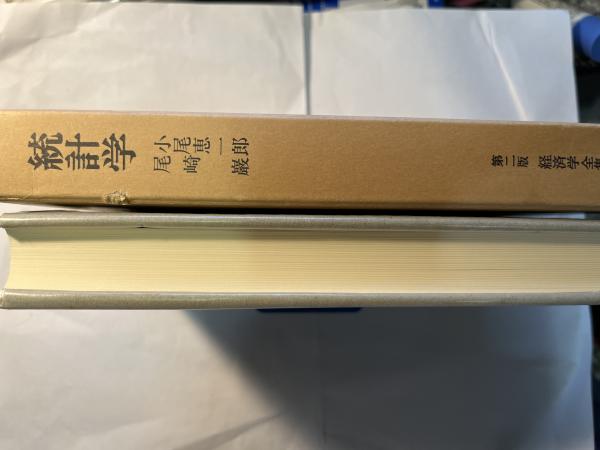 統計学
小尾恵一郎
尾崎巌
第二版
経済学全集